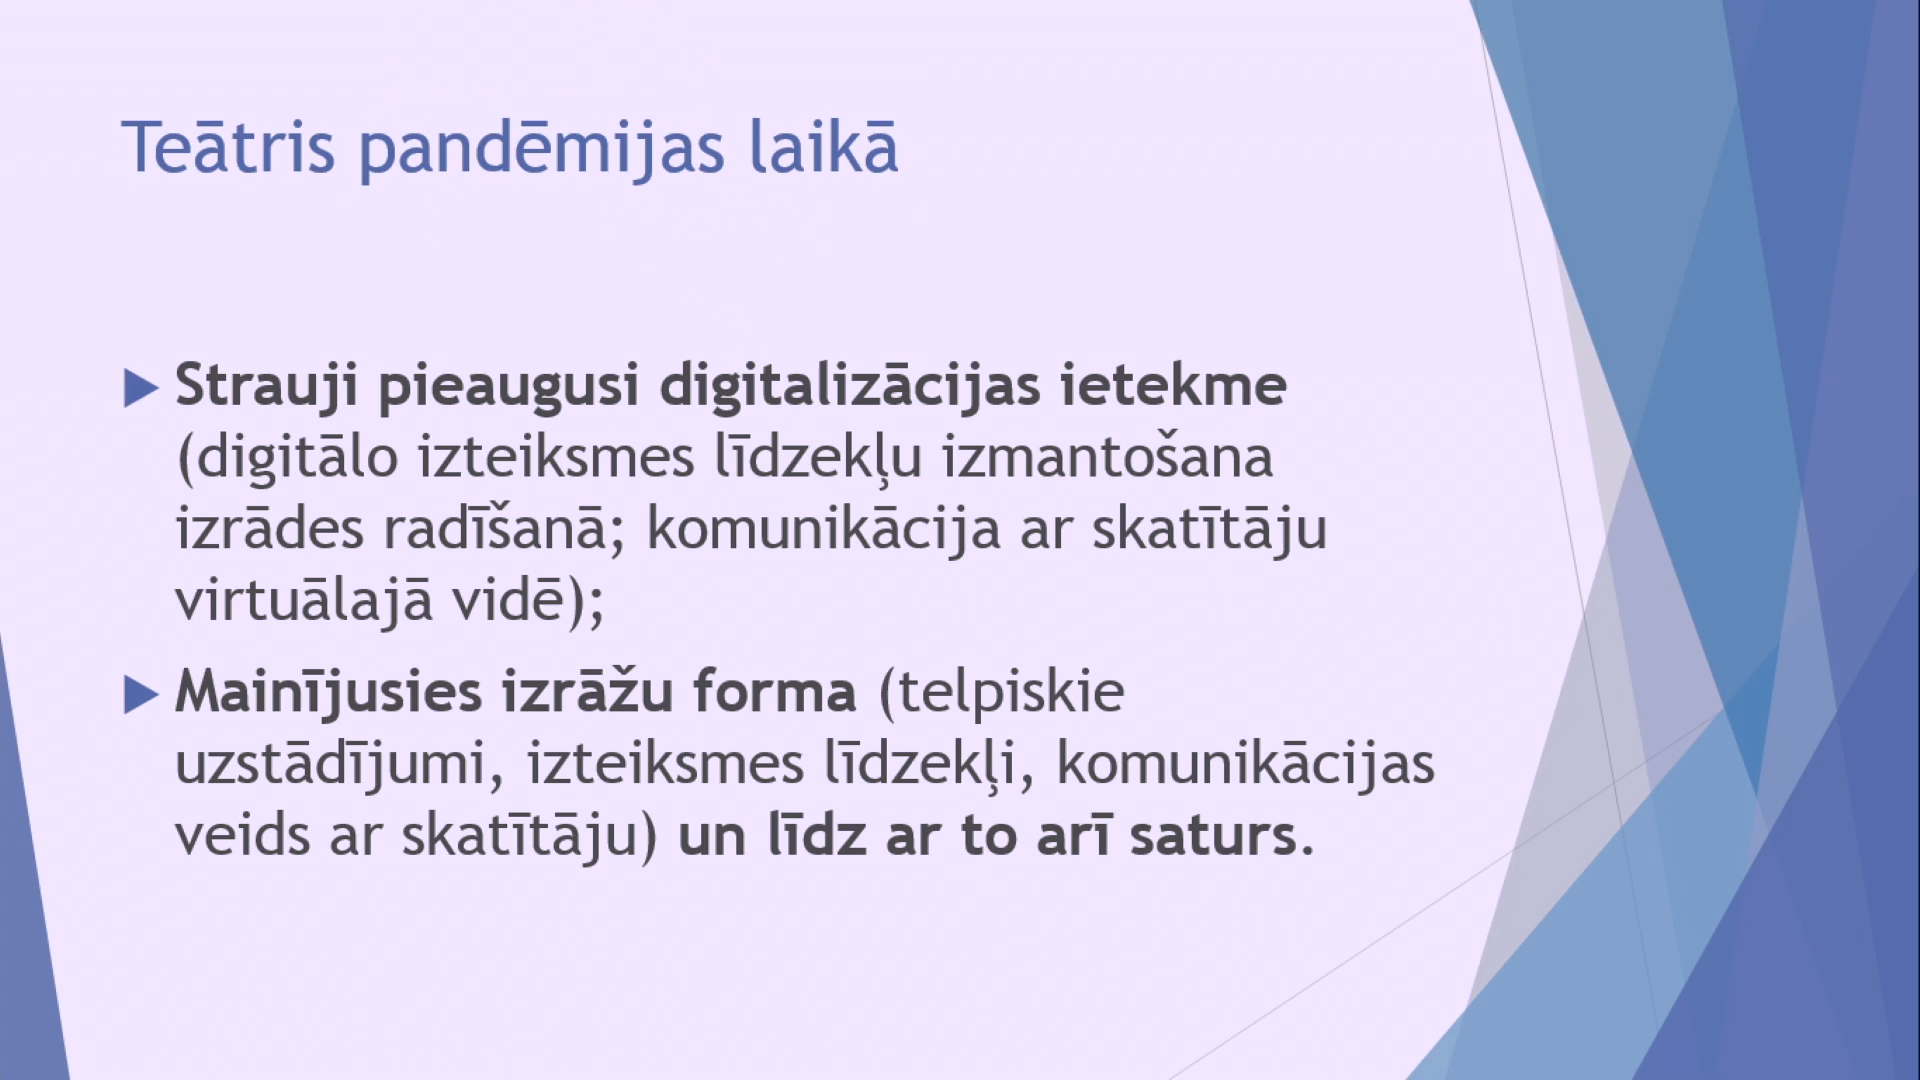 Teātris pandēmijas laikā
Strauji pieaugusi digitalizācijas ietekme
(digitālo izteiksmes līdzekļu izmantošana
izrādes radīšanā; komunikācija ar skatītāju
virtuālajā vidē);
Mainījusies izrāžu forma (telpiskie
uzstādījumi, izteiksmes līdzekļi, komunikācijas
veids ar skatītāju) un līdz ar to arī saturs.